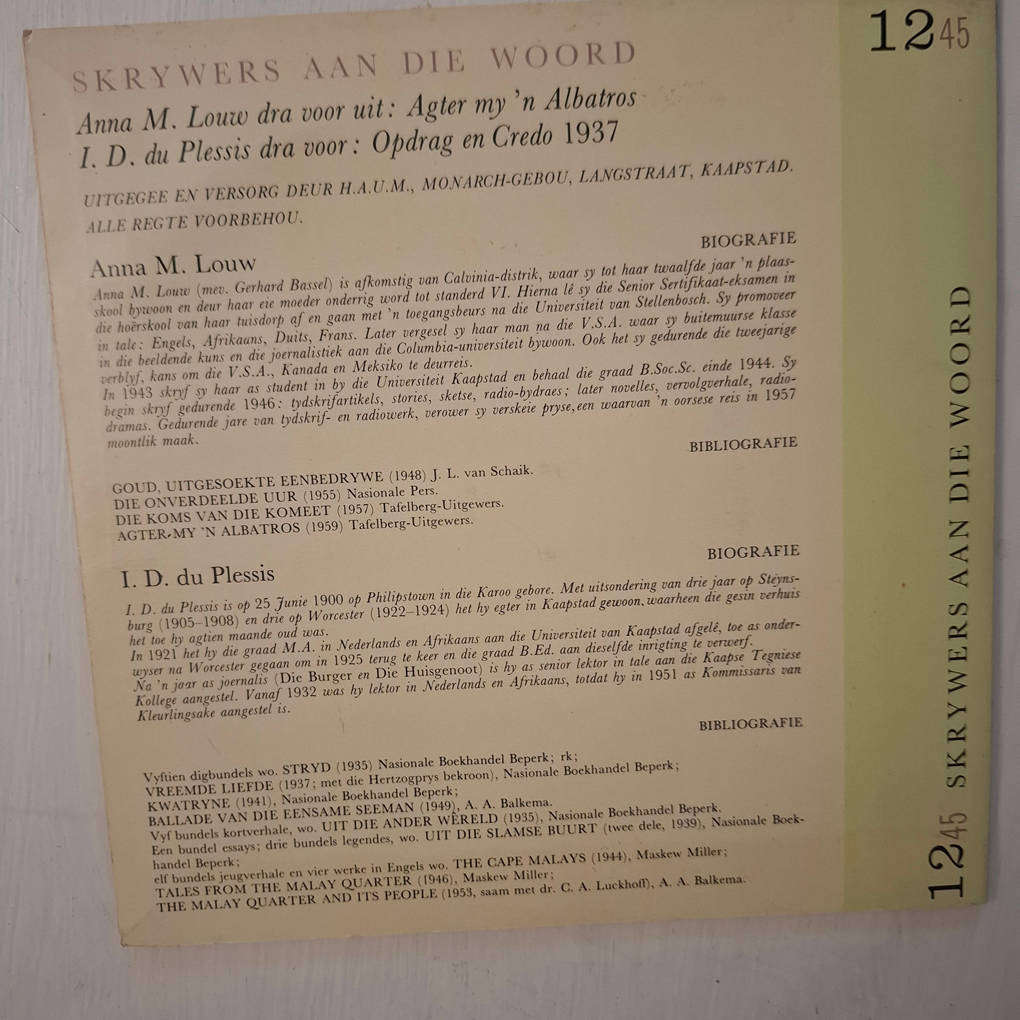 12 45
SKRYWERS AAN DIE WOORD
Anna M. Louw dra voor uit: Agter my 'n Albatros
I. D. du Plessis dra voor: Opdrag en Credo 1937
UITGEGEE EN VERSORG DEUR H.A.U.M., MONARCH-GEBOU, LANGSTRAAT, KAAPSTAD.
ALLE REGTE VOORBEHOU.
BIOGRAFIE
Anna M. Louw
Anna M. Louw (mev. Gerhard Bassel) is afkomstig van Calvinia-distrik, waar sy tot haar twaalfde jaar 'n plaas-
skool bywoon en deur haar eie moeder onderrig word tot standerd VI. Hierna lê sy die Senior Sertifikaat-eksamen in
die hoërskool van haar tuisdorp af en gaan met 'n toegangsbeurs na die Universiteit van Stellenbosch. Sy promoveer
in tale: Engels, Afrikaans, Duits, Frans. Later vergesel sy haar man na die V.S.A. waar sy buitemuurse klasse
in die beeldende kuns en die joernalistiek aan die Columbia-universiteit bywoon. Ook het sy gedurende die tweejarige
verblyf, kans om die V.S.A., Kanada en Meksiko te deurreis.
In 1943 skryf sy haar as student in by die Universiteit Kaapstad en behaal die graad B.Soc.Sc. einde 1944. Sy
begin skryf gedurende 1946: tydskrifartikels, stories, sketse, radio-bydraes; later novelles, vervolgverhale, radio-
dramas. Gedurende jare van tydskrif- en radiowerk, verower sy verskeie pryse, een waarvan 'n oorsese reis in 1957
moontlik maak.
BIBLIOGRAFIE
GOUD, UITGESOEKTE EENBEDRYWE (1948) J. L. van Schaik.
DIE ONVERDEELDE UUR (1955) Nasionale Pers.
DIE KOMS VAN DIE KOMEET (1957) Tafelberg-Uitgewers.
AGTER MY 'N ALBATROS (1959) Tafelberg-Uitgewers.
BIOGRAFIE
I. D. du Plessis
I. D. du Plessis is op 25 Junie 1900 op Philipstown in die Karoo gebore. Met uitsondering van drie jaar op Steyns-
burg (1905–1908) en drie op Worcester (1922–1924) het hy egter in Kaapstad gewoon, waarheen die gesin verhuis
het toe hy agtien maande oud was.
In 1921 het hy die graad M.A. in Nederlands en Afrikaans aan die Universiteit van Kaapstad afgelê, toe as onder-
wyser na Worcester gegaan om in 1925 terug te keer en die graad B.Ed. aan dieselfde inrigting te verwerf.
Na 'n jaar as joernalis (Die Burger en Die Huisgenoot) is hy as senior lektor in tale aan die Kaapse Tegniese
Kollege aangestel. Vanaf 1932 was hy lektor in Nederlands en Afrikaans, totdat hy in 1951 as Kommissaris van
Kleurlingsake aangestel is.
BIBLIOGRAFIE
Vyftien digbundels wo. STRYD (1935) Nasionale Boekhandel Beperk; rk;
VREEMDE LIEFDE (1937; met die Hertzogprys bekroon), Nasionale Boekhandel Beperk;
KWATRYNE (1941), Nasionale Boekhandel Beperk;
BALLADE VAN DIE EENSAME SEEMAN (1949), A. A. Balkema.
Vyf bundels kortverhale, wo. UIT DIE ANDER WÊRELD (1935), Nasionale Boekhandel Beperk.
Een bundel essays; drie bundels legendes, wo. UIT DIE SLAMSE BUURT (twee dele, 1939), Nasionale Boek-
handel Beperk;
elf bundels jeugverhale en vier werke in Engels wo. THE CAPE MALAYS (1944), Maskew Miller;
TALES FROM THE MALAY QUARTER (1946), Maskew Miller;
THE MALAY QUARTER AND ITS PEOPLE (1953, saam met dr. C. A. Luckhoff), A. A. Balkema.
12 45 SKRYWERS AAN DIE WOORD